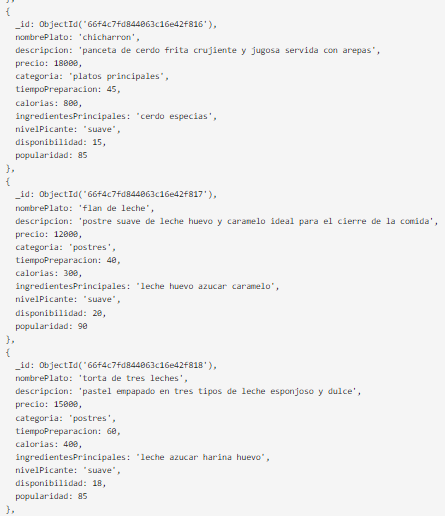 },
{
_id: ObjectId('66f4c7fd844063c16e42f816'),
nombrePlato: 'chicharron',
descripcion: 'panceta de cerdo frita crujiente y jugosa servida con arepas',
precio: 18000,
categoria: 'platos principales',
tiempoPreparacion: 45,
calorias: 800,
ingredientesPrincipales: 'cerdo especias',
nivelPicante: 'suave',
disponibilidad: 15,
popularidad: 85
},
{
_id: ObjectId('66f4c7fd844063c16e42f817'),
nombrePlato: 'flan de leche',
descripcion: 'postre suave de leche huevo y caramelo ideal para el cierre de la comida',
precio: 12000,
categoria: 'postres',
tiempoPreparacion: 40,
calorias: 300,
ingredientesPrincipales: 'leche huevo azucar caramelo',
nivelPicante: 'suave',
disponibilidad: 20,
popularidad: 90
},
{
_id: ObjectId('66f4c7fd844063c16e42f818'),
nombrePlato: 'torta de tres leches',
descripcion: 'pastel empapado en tres tipos de leche esponjoso y dulce',
precio: 15000,
categoria: 'postres',
tiempoPreparacion: 60,
calorias: 400,
ingredientesPrincipales: 'leche azucar harina huevo',
nivelPicante: 'suave',
disponibilidad: 18,
popularidad: 85
},